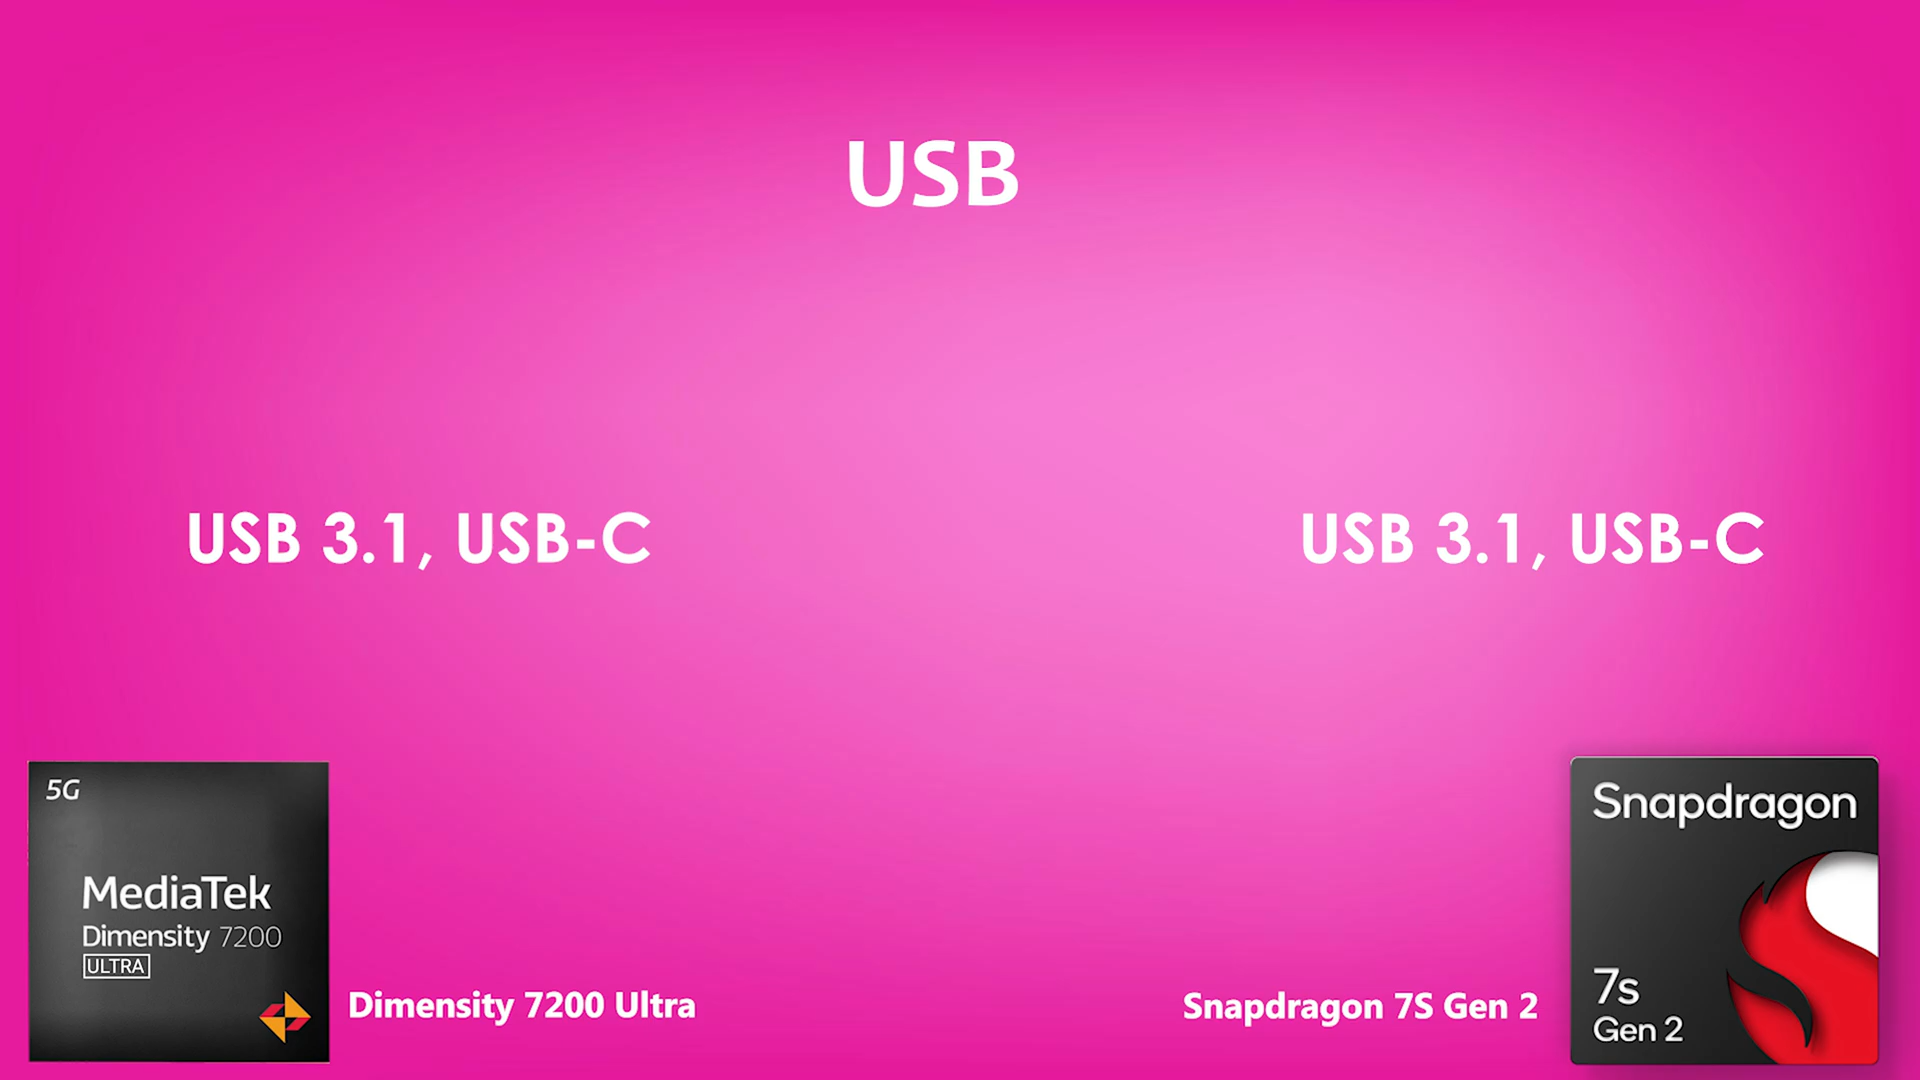 USB
USB 3.1, USB-C
USB 3.1, USB-C
5G
MediaTek
Dimensity 7200
ULTRA
Dimensity 7200 Ultra
Snapdragon 7S Gen 2
Snapdragon
7s
Gen 2